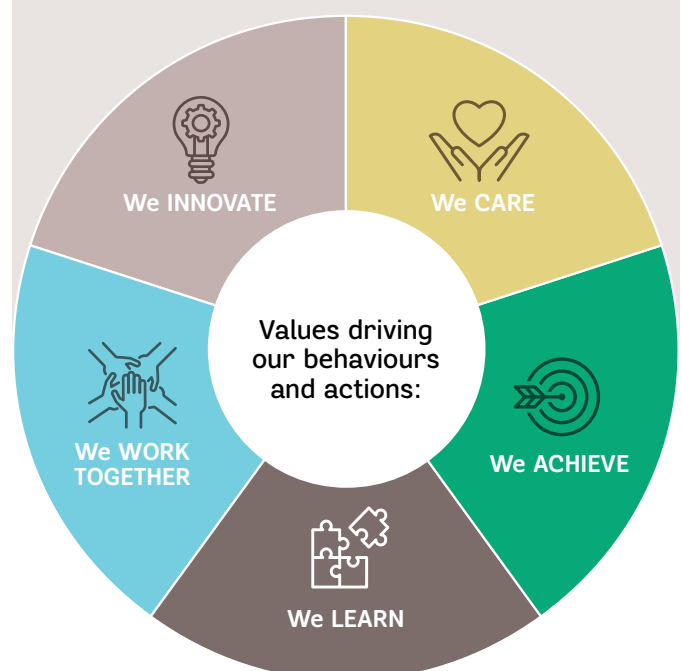 Values driving
our behaviours
and actions:
We CARE
We ACHIEVE
We LEARN
We WORK
TOGETHER
We INNOVATE